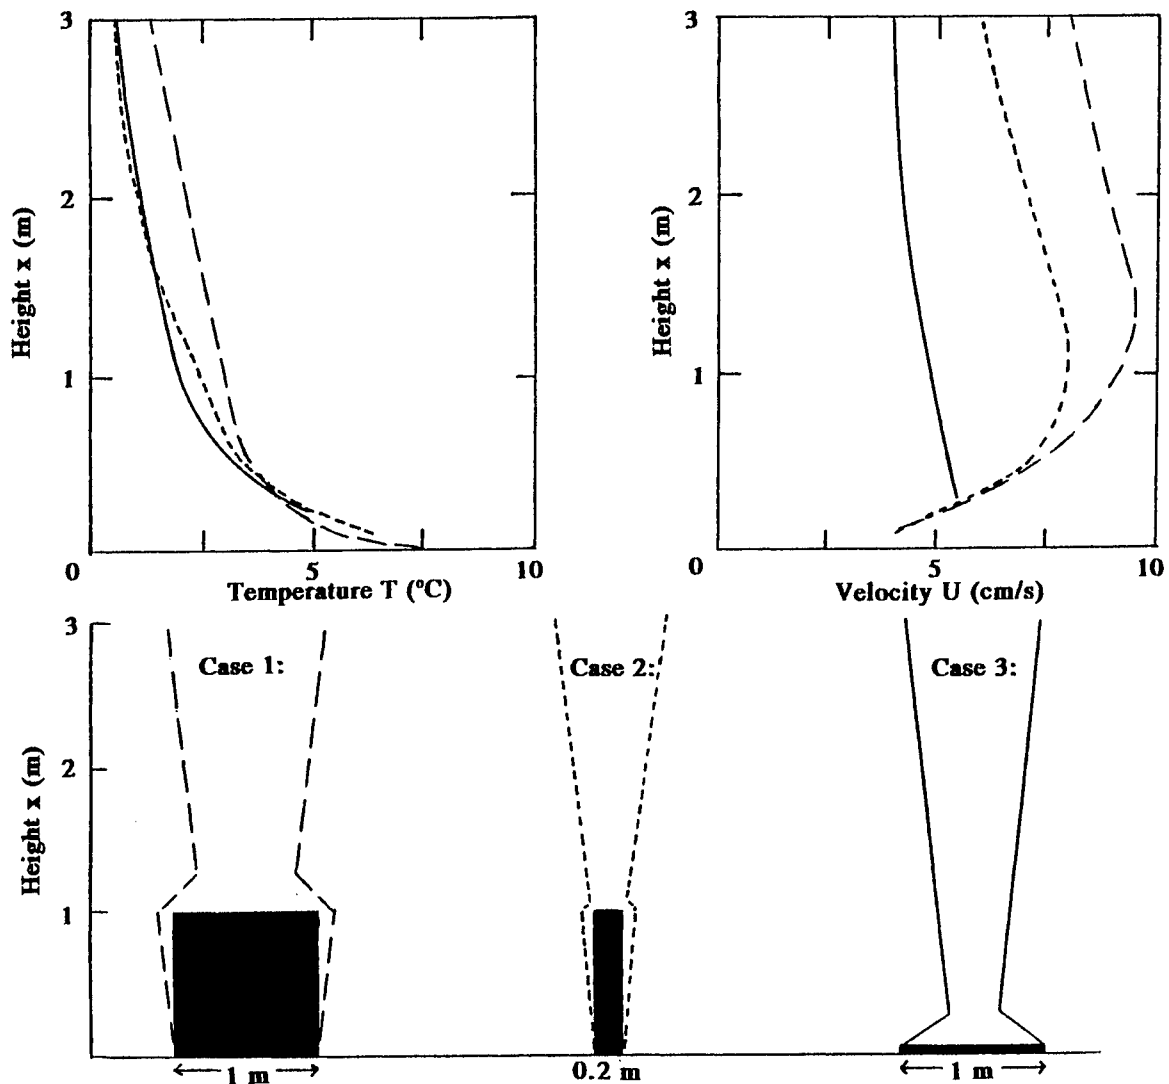 3
2
1
0
5
10
Height x (m)
Temperature T (°C)
3
2
1
0
5
10
Height x (m)
Velocity U (cm/s)
3
2
1
Height x (m)
Case 1:
Case 2:
Case 3:
1 m
0.2 m
1 m